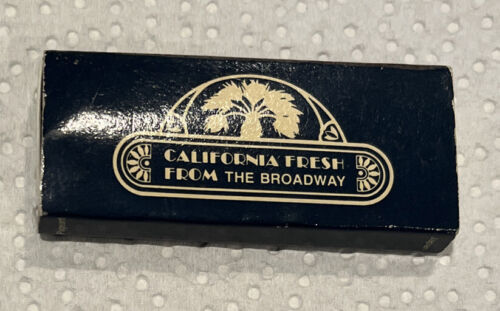 CALIFORNIA FRESH
FROM THE BROADWAY